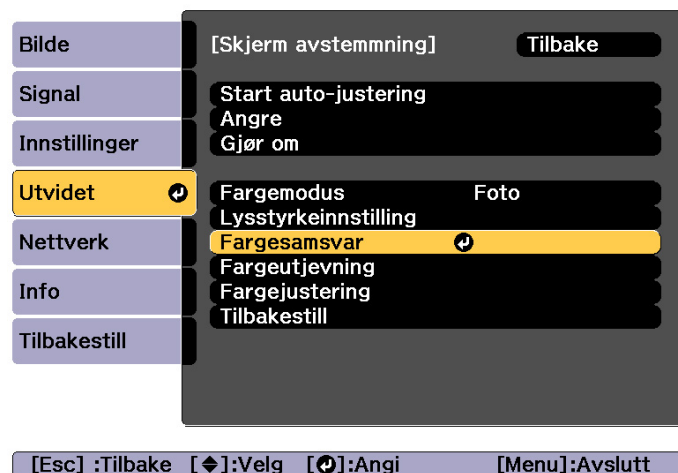 Bilde
Signal
Innstillinger
Utvidet
Nettverk
Info
Tilbakestill
[Skjerm avstemmning] Tilbake
Start auto-justering
Angre
Gjør om
Fargemodus Foto
Lysstyrkeinnstilling
Fargesamsvar
Fargeutjevning
Fargejustering
Tilbakestill
[Esc] :Tilbake [◆]:Velg [↵]:Angi [Menu]:Avslutt